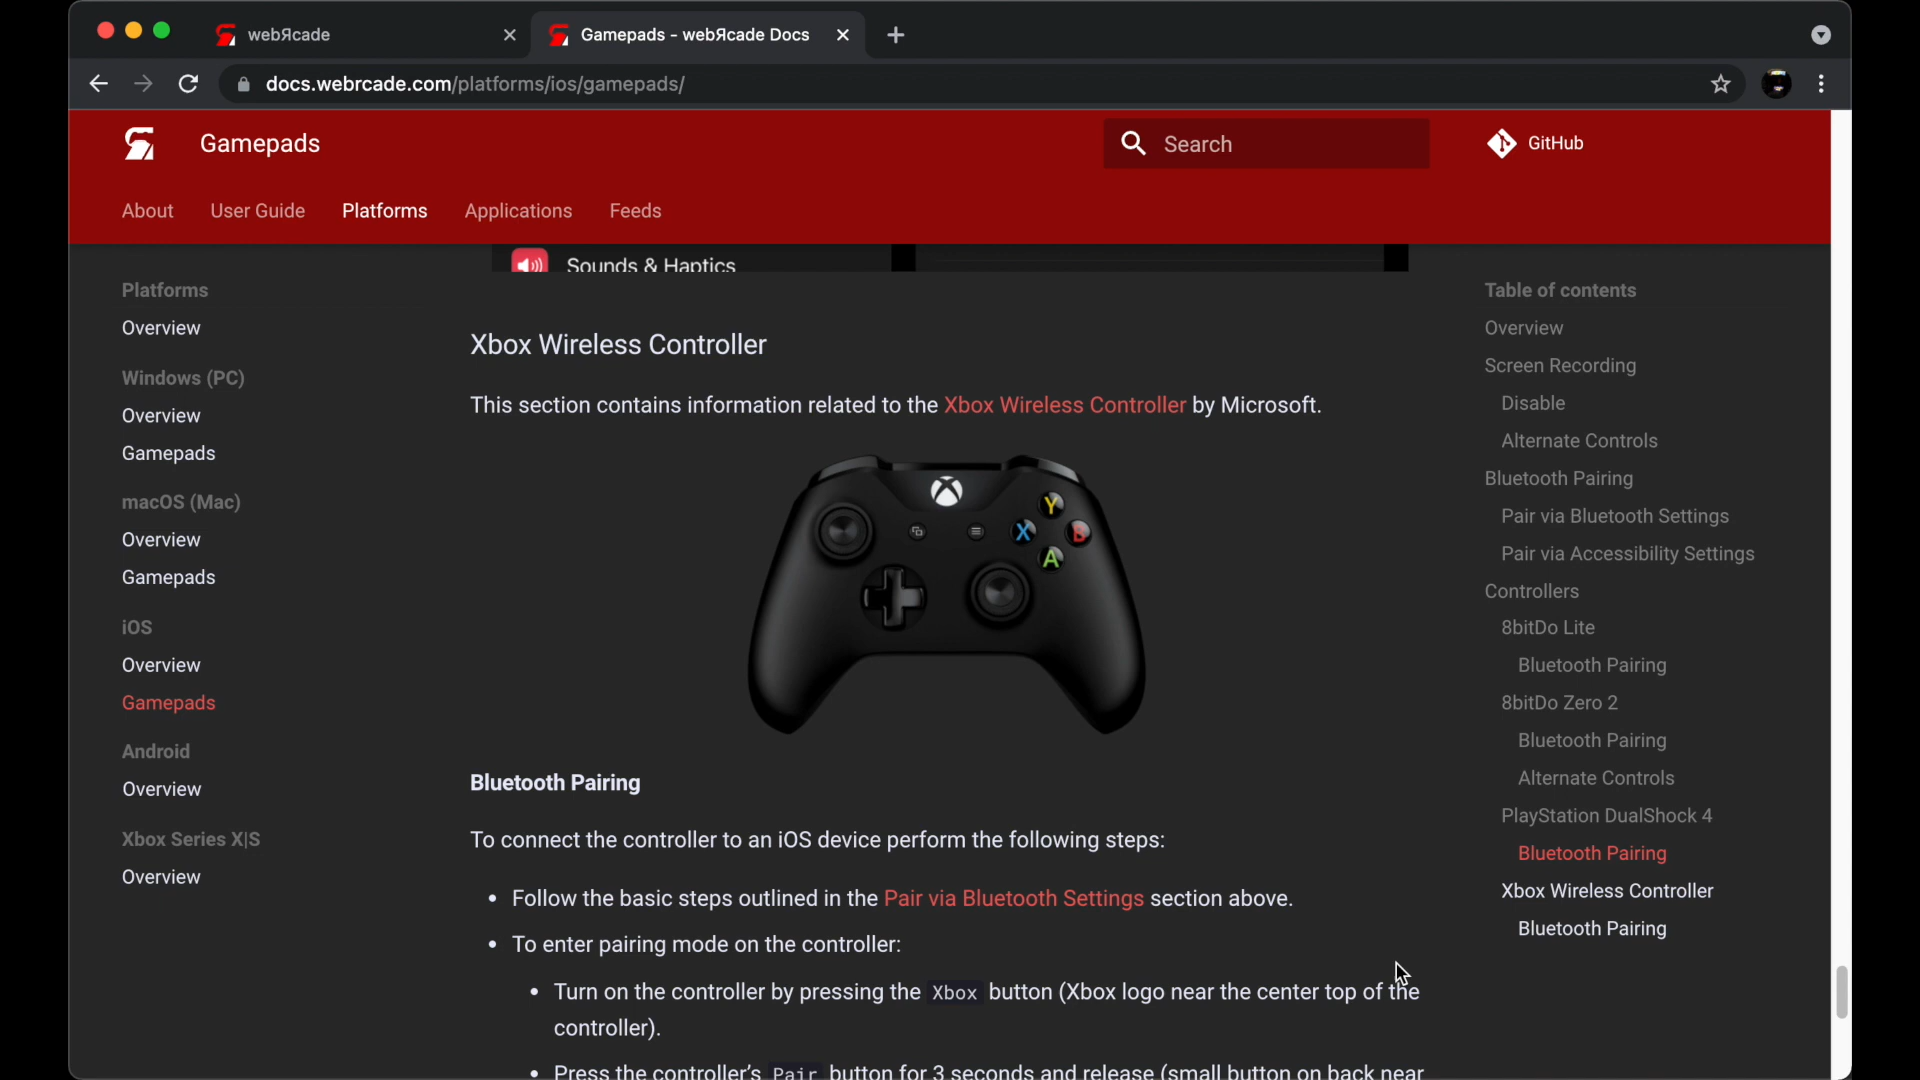 webЯcade
Gamepads - webЯcade Docs
docs.webrcade.com/platforms/ios/gamepads/
Gamepads
Search
GitHub
About
User Guide
Platforms
Applications
Feeds
Sounds & Haptics
Platforms
Overview
Windows (PC)
Overview
Gamepads
macOS (Mac)
Overview
Gamepads
iOS
Overview
Gamepads
Android
Overview
Xbox Series X|S
Overview
Xbox Wireless Controller
This section contains information related to the Xbox Wireless Controller by Microsoft.
Y
X
B
A
Bluetooth Pairing
To connect the controller to an iOS device perform the following steps:
Follow the basic steps outlined in the Pair via Bluetooth Settings section above.
To enter pairing mode on the controller:
Turn on the controller by pressing the Xbox button (Xbox logo near the center top of the
controller).
Press the controller's Pair button for 3 seconds and release (small button on back near
Table of contents
Overview
Screen Recording
Disable
Alternate Controls
Bluetooth Pairing
Pair via Bluetooth Settings
Pair via Accessibility Settings
Controllers
8bitDo Lite
Bluetooth Pairing
8bitDo Zero 2
Bluetooth Pairing
Alternate Controls
PlayStation DualShock 4
Bluetooth Pairing
Xbox Wireless Controller
Bluetooth Pairing